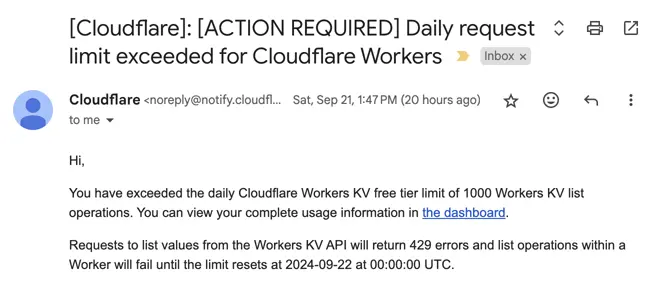 [Cloudflare]: [ACTION REQUIRED] Daily request
limit exceeded for Cloudflare Workers
Inbox ×
Cloudflare <noreply@notify.cloudfl... Sat, Sep 21, 1:47 PM (20 hours ago)
to me
Hi,
You have exceeded the daily Cloudflare Workers KV free tier limit of 1000 Workers KV list
operations. You can view your complete usage information in the dashboard.
Requests to list values from the Workers KV API will return 429 errors and list operations within a
Worker will fail until the limit resets at 2024-09-22 at 00:00:00 UTC.